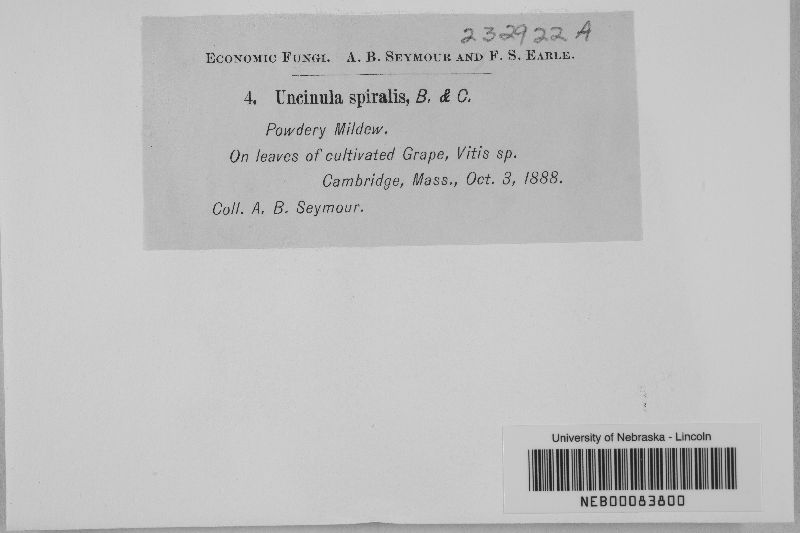 232922 A
Economic Fungi. A. B. Seymour and F. S. Earle.
4. Uncinula spiralis, B. & C.
Powdery Mildew.
On leaves of cultivated Grape, Vitis sp.
Cambridge, Mass., Oct. 3, 1888.
Coll. A. B. Seymour.
University of Nebraska - Lincoln
NEB00083800